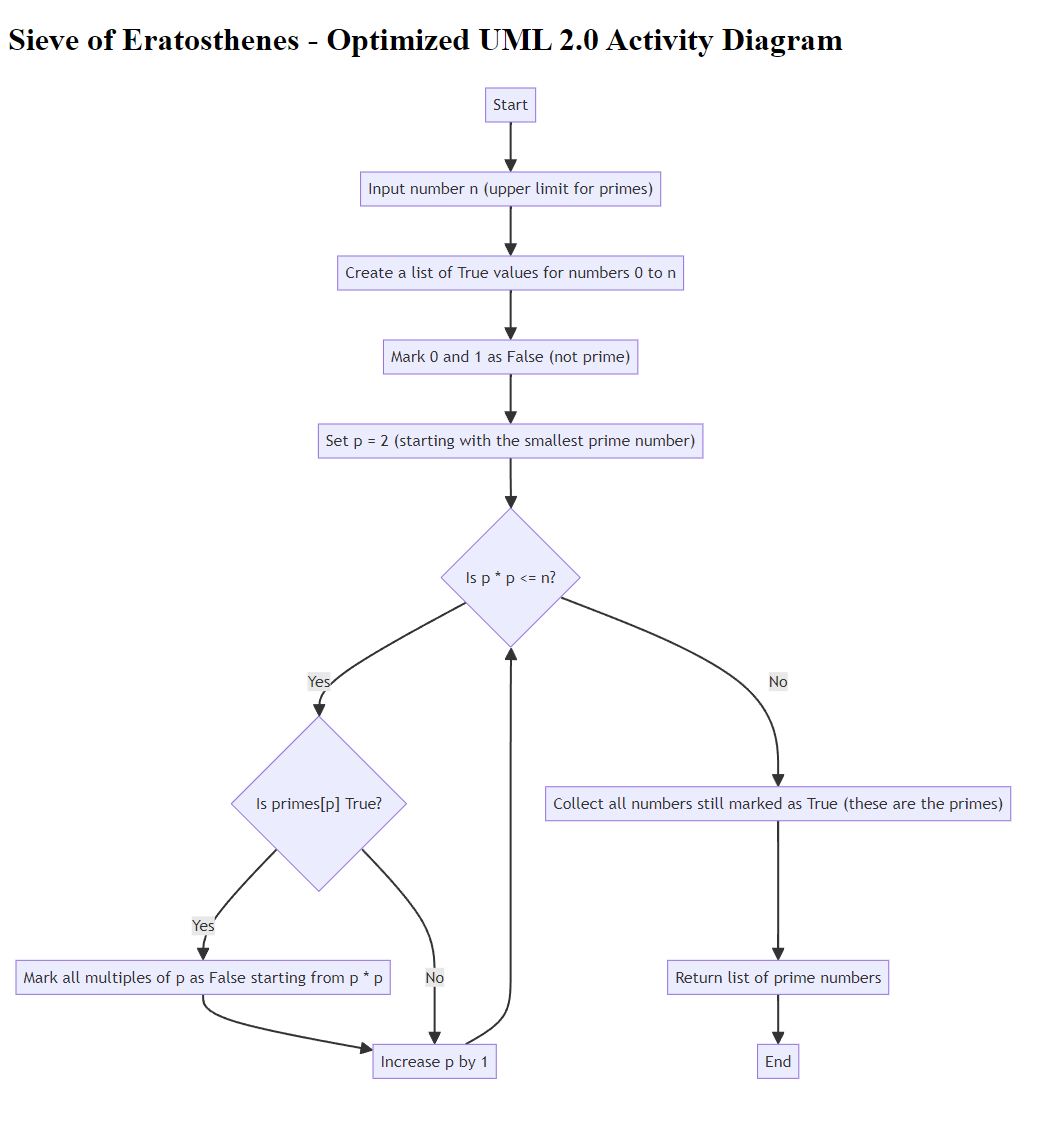 Sieve of Eratosthenes - Optimized UML 2.0 Activity Diagram
Start
Input number n (upper limit for primes)
Create a list of True values for numbers 0 to n
Mark 0 and 1 as False (not prime)
Set p = 2 (starting with the smallest prime number)
Is p * p <= n?
Yes
No
Is primes[p] True?
Collect all numbers still marked as True (these are the primes)
Yes
Mark all multiples of p as False starting from p * p
No
Return list of prime numbers
Increase p by 1
End